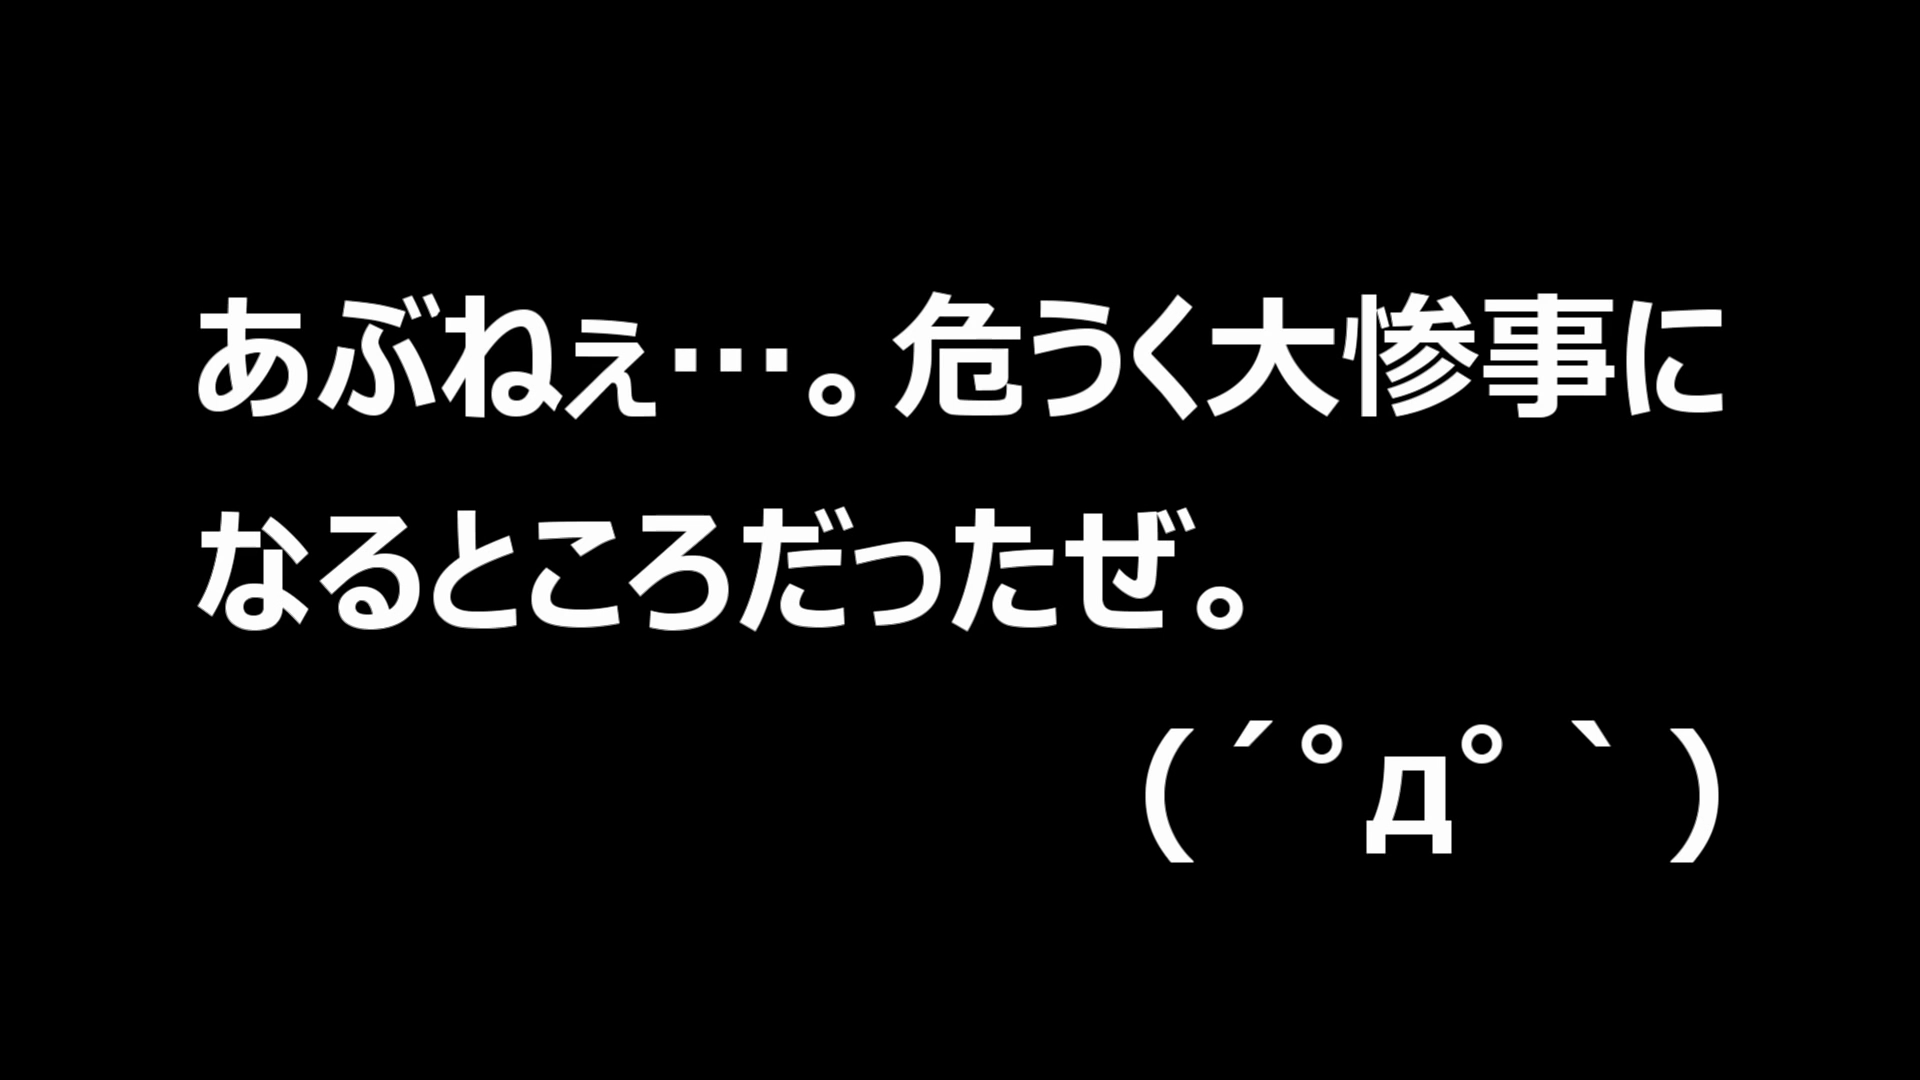 あぶねぇ…。危うく大惨事に
なるところだったぜ。
(´゚д゚｀)